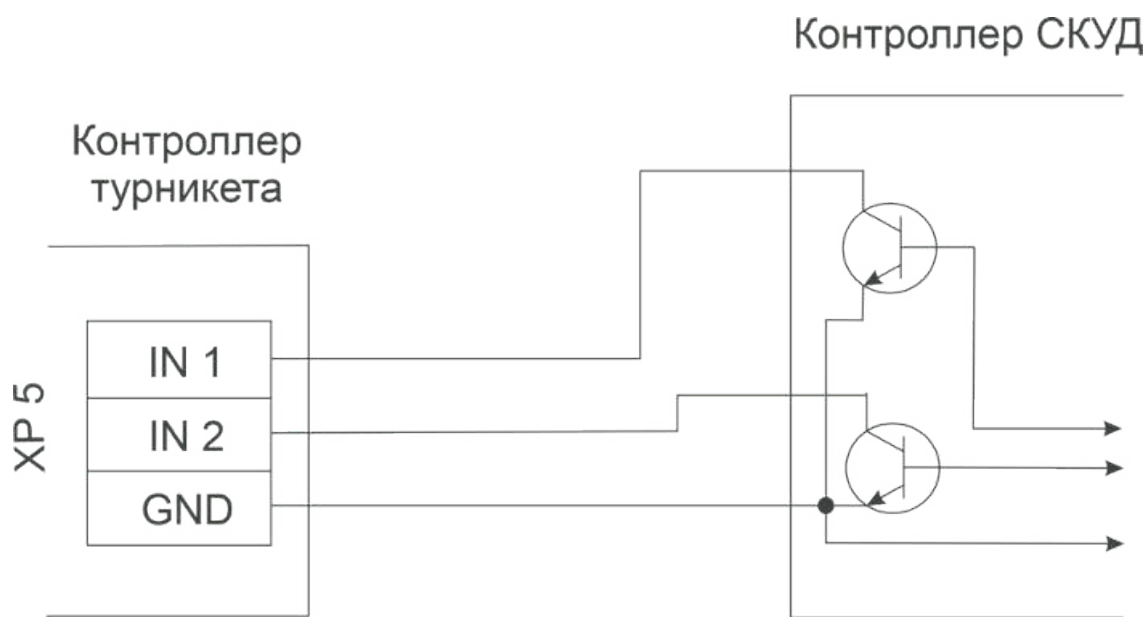 Контроллер СКУД
Контроллер
турникета
XP 5
IN 1
IN 2
GND